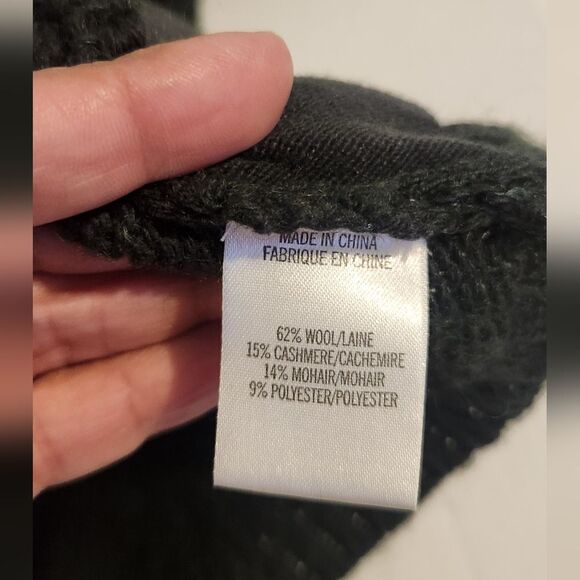 MADE IN CHINA
FABRIQUE EN CHINE
62% WOOL/LAINE
15% CASHMERE/CACHEMIRE
14% MOHAIR/MOHAIR
9% POLYESTER/POLYESTER